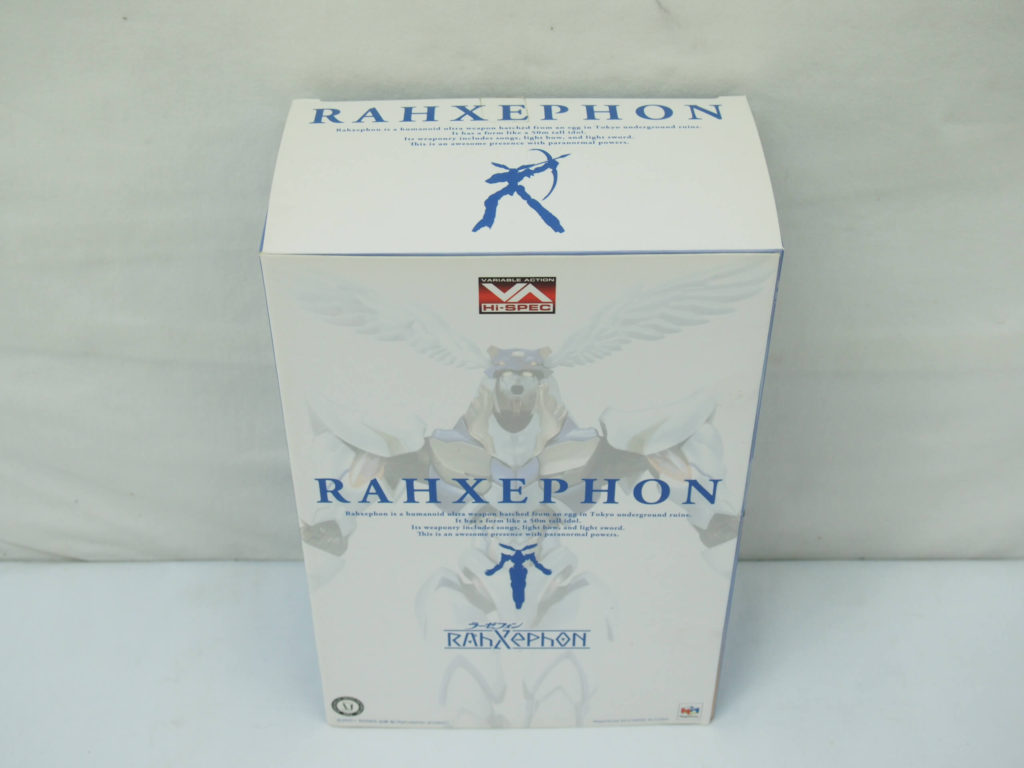 RAHXEPHON
Rahxephon is a humanoid ultra weapon hatched from an egg in Tokyo underground ruins.
It has a form like a 50m tall idol.
Its weaponry includes songs, light bow, and light sword.
This is an awesome presence with paranormal powers.
VARIABLE ACTION
VA
Hi-SPEC
RAHXEPHON
Rahxephon is a humanoid ultra weapon hatched from an egg in Tokyo underground ruins.
It has a form like a 50m tall idol.
Its weaponry includes songs, light bow, and light sword.
This is an awesome presence with paranormal powers.
ラーゼフォン
RAhXePhON